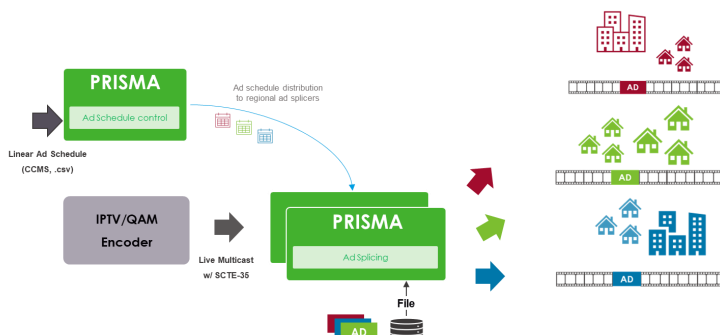 PRISMA
Ad Schedule control
Ad schedule distribution
to regional ad splicers
Linear Ad Schedule
(CCMS, .csv)
IPTV/QAM
Encoder
Live Multicast
w/ SCTE-35
PRISMA
Ad Splicing
File
AD
AD
AD
AD